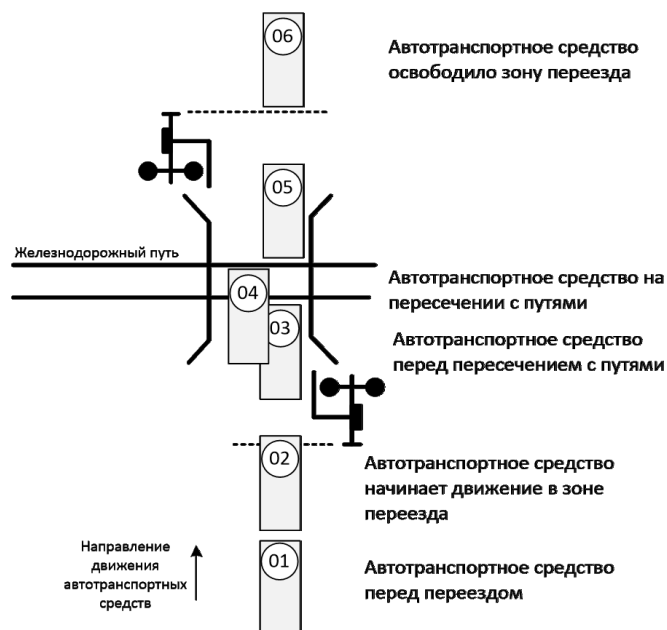 06
Автотранспортное средство
освободило зону переезда
05
Железнодорожный путь
04
Автотранспортное средство на
пересечении с путями
03
Автотранспортное средство
перед пересечением с путями
02
Автотранспортное средство
начинает движение в зоне
переезда
Направление
движения
автотранспортных
средств
01
Автотранспортное средство
перед переездом